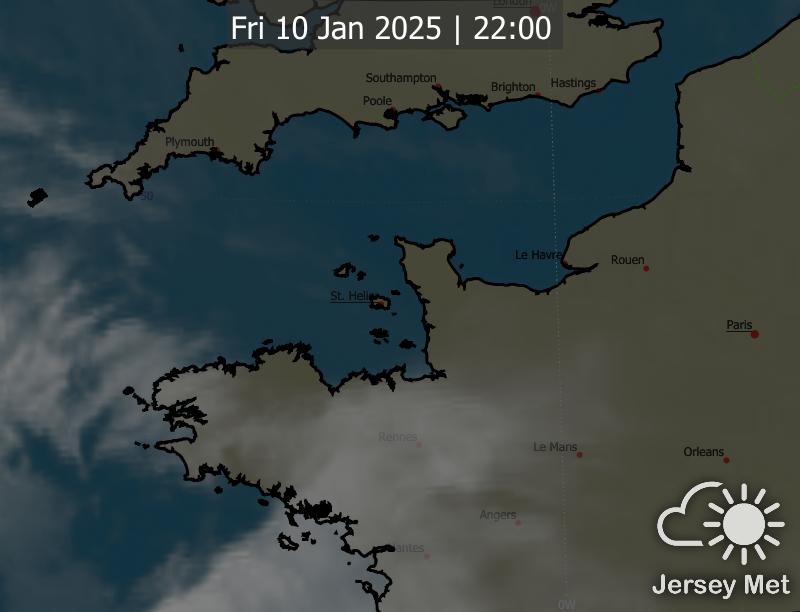 London
0W
Fri 10 Jan 2025 | 22:00
Southampton
Brighton
Hastings
Poole
Plymouth
50
Le Havre
Rouen
St. Helier
Paris
Rennes
Le Mans
Orleans
Angers
Nantes
Jersey Met
0W